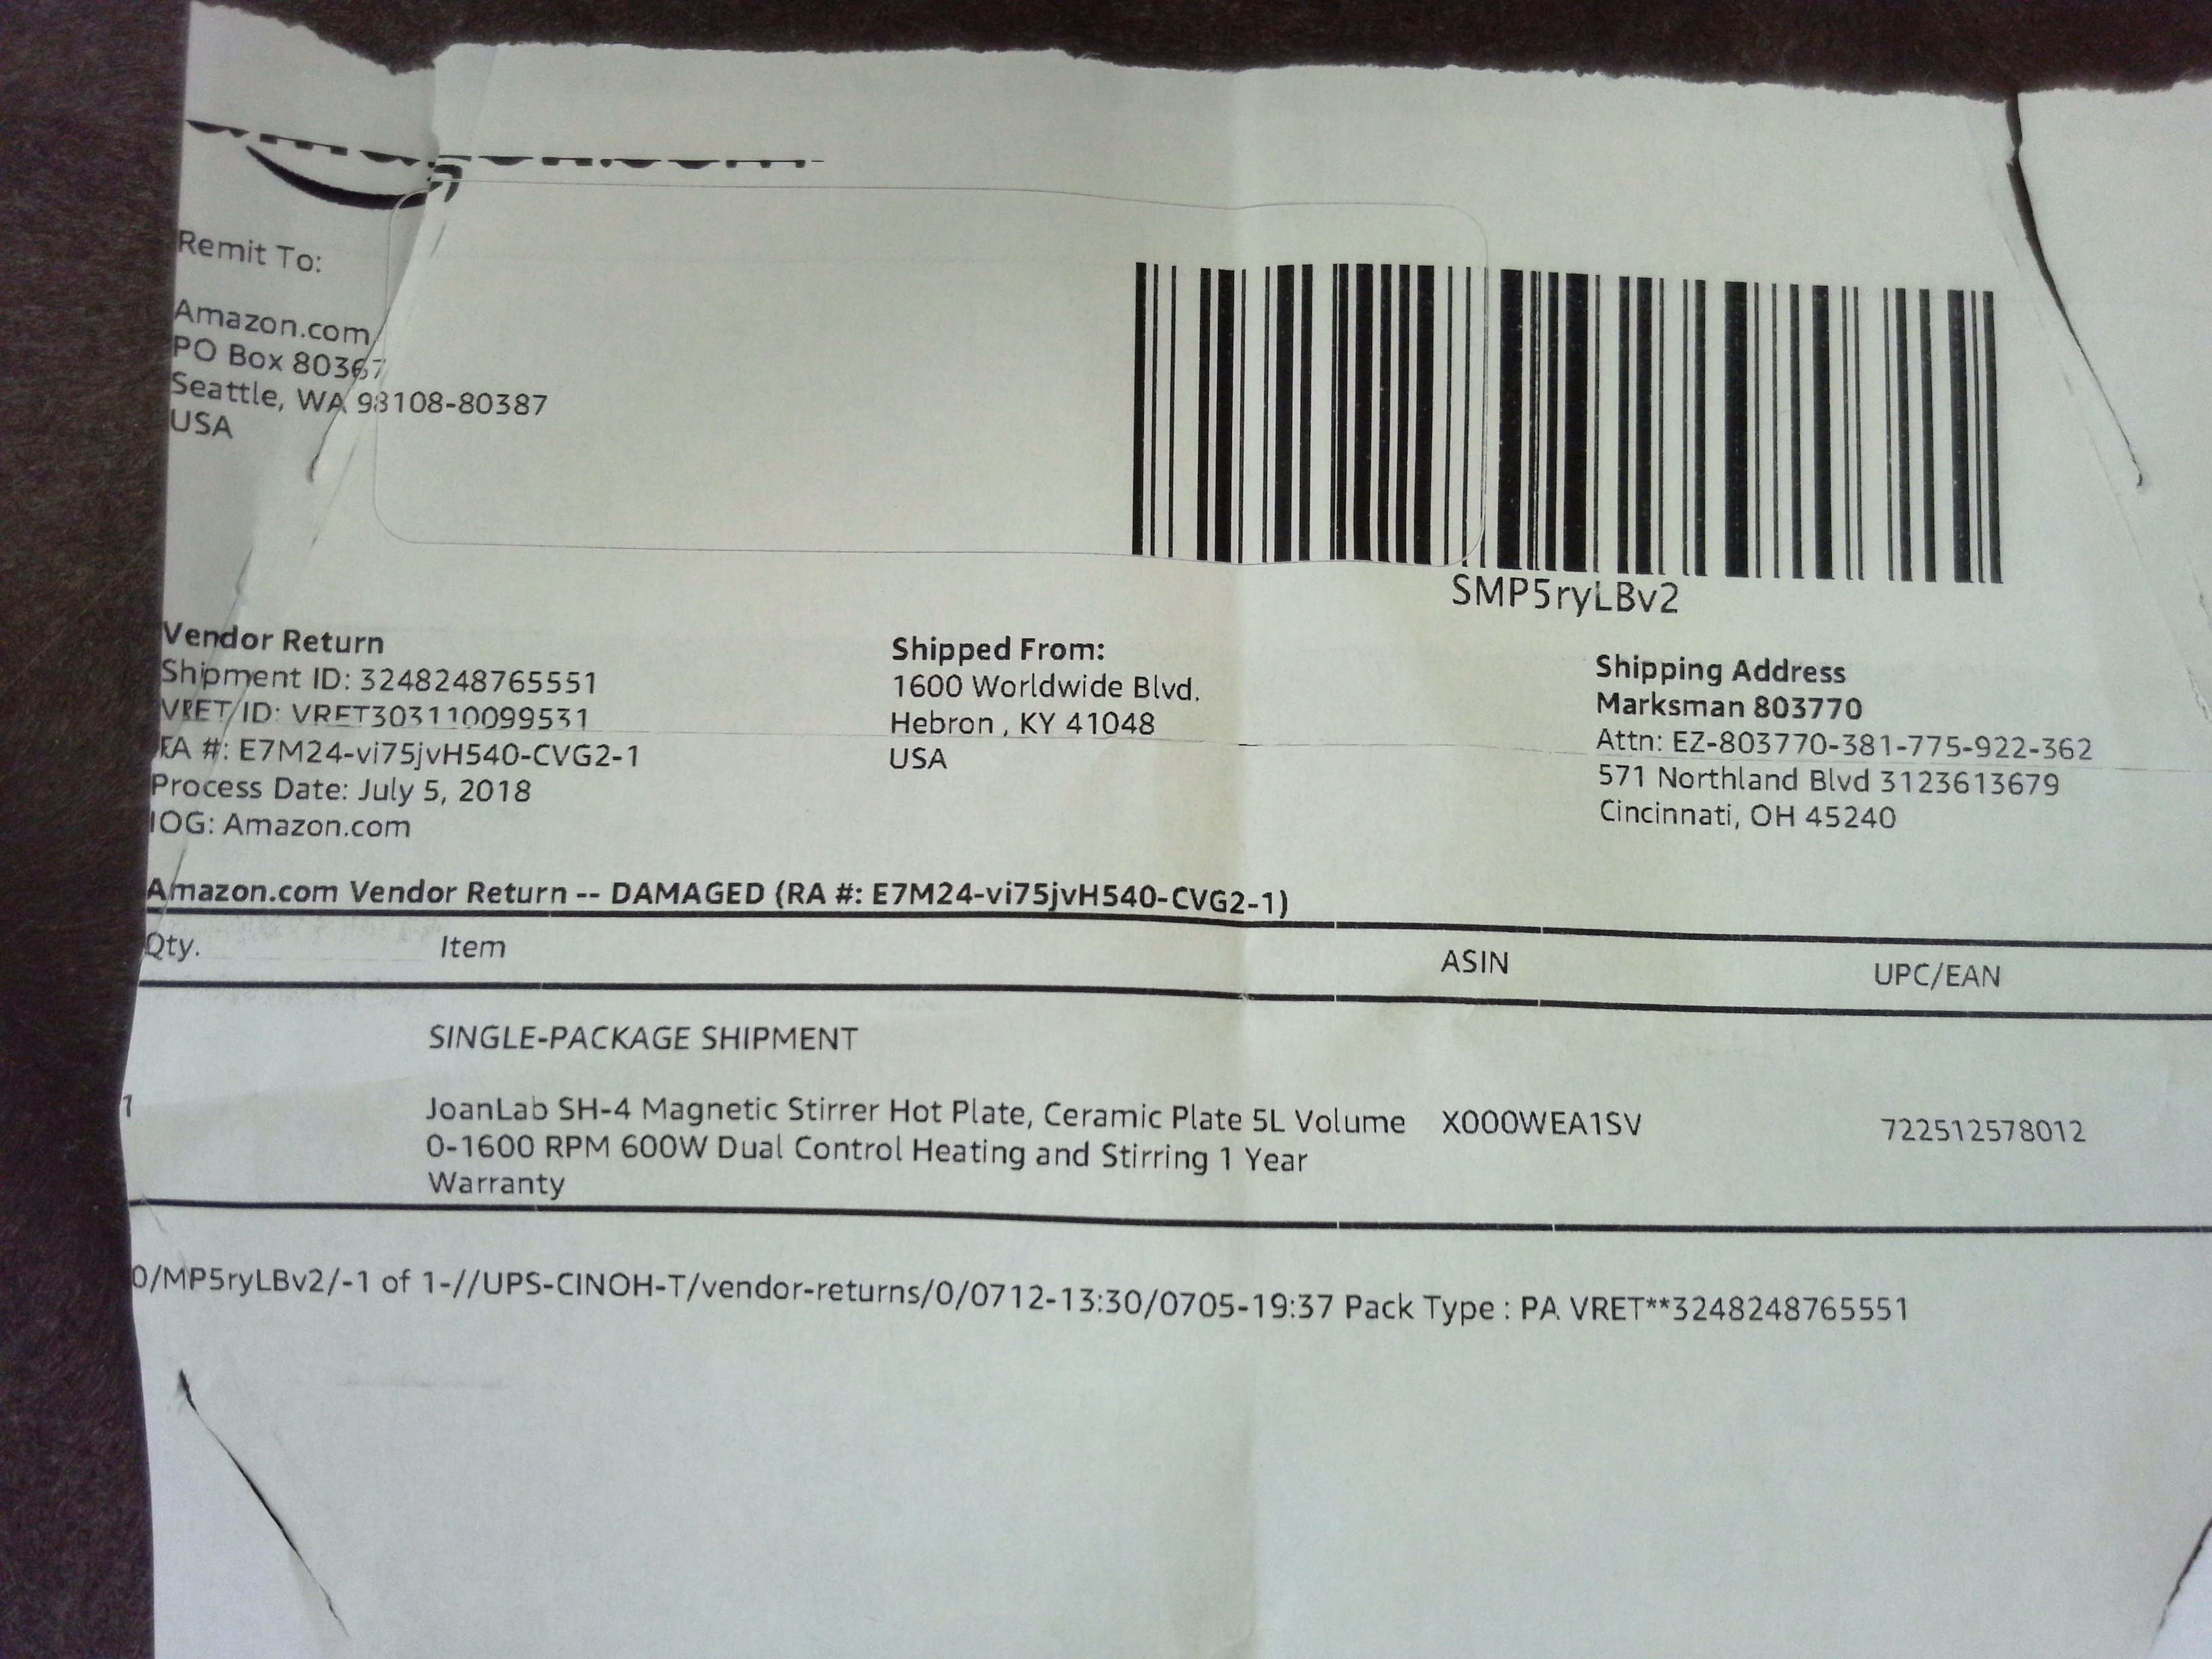 Remit To:
Amazon.com
PO Box 80367
Seattle, WA 98108-80387
USA
SMP5ryLBv2
Vendor Return
Shipment ID: 3248248765551
VRET ID: VRET303110099531
RA #: E7M24-vi75jvH540-CVG2-1
Process Date: July 5, 2018
IOG: Amazon.com
Shipped From:
1600 Worldwide Blvd.
Hebron , KY 41048
USA
Shipping Address
Marksman 803770
Attn: EZ-803770-381-775-922-362
571 Northland Blvd 3123613679
Cincinnati, OH 45240
Amazon.com Vendor Return -- DAMAGED (RA #: E7M24-vi75jvH540-CVG2-1)
Qty. Item ASIN UPC/EAN
SINGLE-PACKAGE SHIPMENT
1 JoanLab SH-4 Magnetic Stirrer Hot Plate, Ceramic Plate 5L Volume X000WEA1SV 722512578012
0-1600 RPM 600W Dual Control Heating and Stirring 1 Year
Warranty
0/MP5ryLBv2/-1 of 1-//UPS-CINOH-T/vendor-returns/0/0712-13:30/0705-19:37 Pack Type : PA VRET**3248248765551